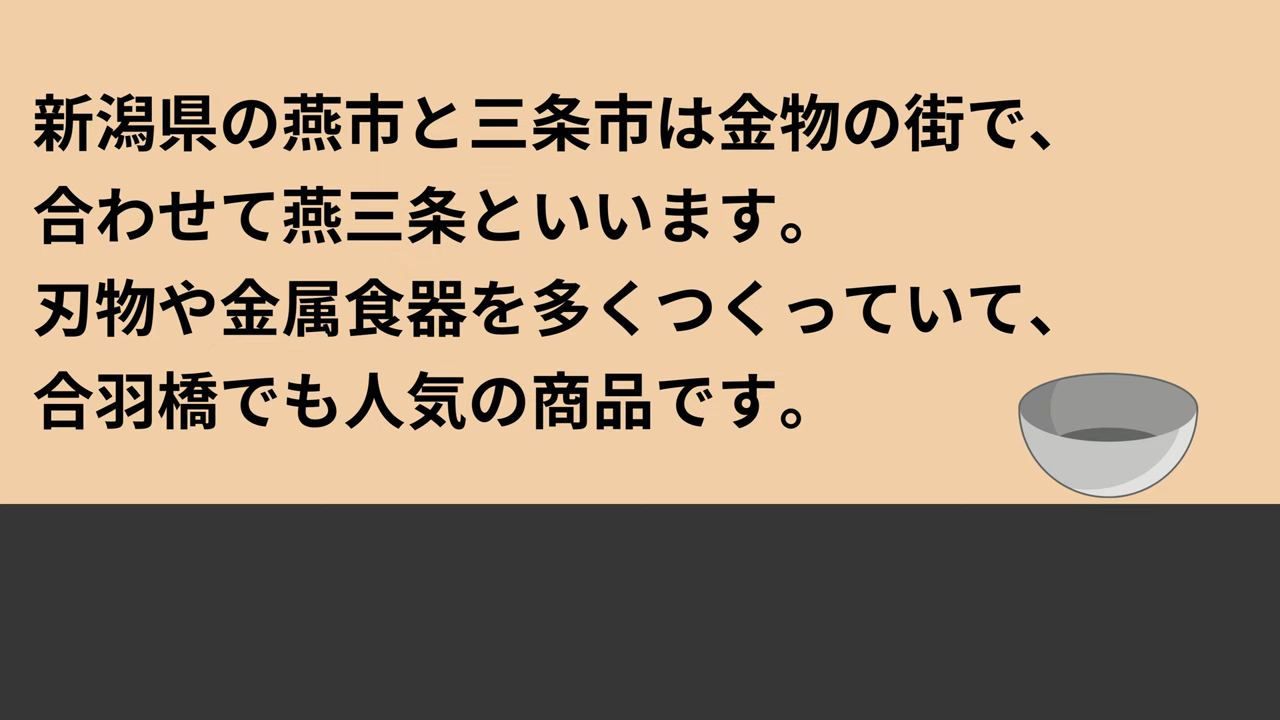 新潟県の燕市と三条市は金物の街で、
合わせて燕三条といいます。
刃物や金属食器を多くつくっていて、
合羽橋でも人気の商品です。